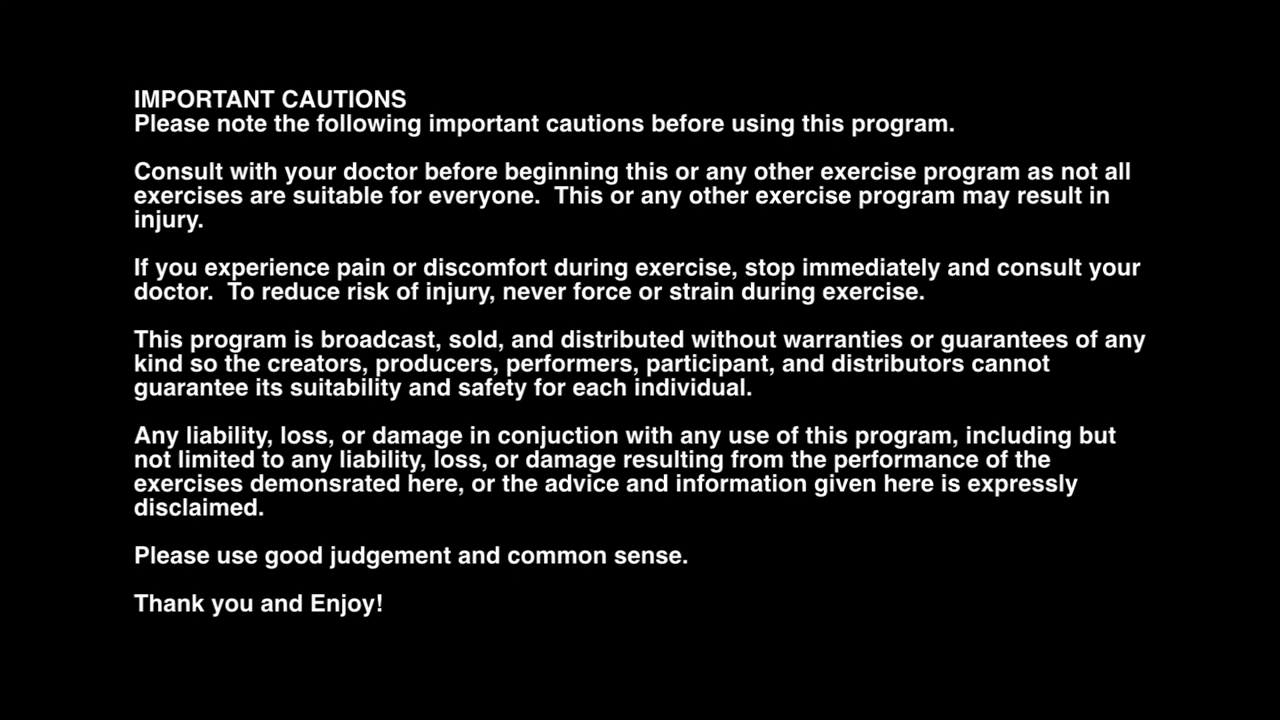 IMPORTANT CAUTIONS
Please note the following important cautions before using this program.
Consult with your doctor before beginning this or any other exercise program as not all
exercises are suitable for everyone.  This or any other exercise program may result in
injury.
If you experience pain or discomfort during exercise, stop immediately and consult your
doctor.  To reduce risk of injury, never force or strain during exercise.
This program is broadcast, sold, and distributed without warranties or guarantees of any
kind so the creators, producers, performers, participant, and distributors cannot
guarantee its suitability and safety for each individual.
Any liability, loss, or damage in conjuction with any use of this program, including but
not limited to any liability, loss, or damage resulting from the performance of the
exercises demonsrated here, or the advice and information given here is expressly
disclaimed.
Please use good judgement and common sense.
Thank you and Enjoy!